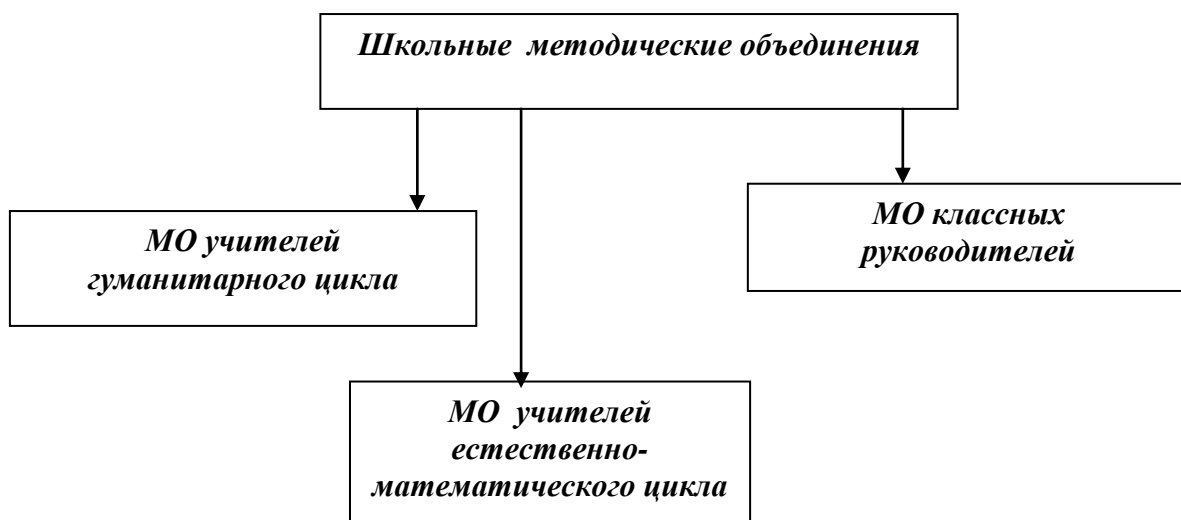 Школьные методические объединения
МО учителей
гуманитарного цикла
МО классных
руководителей
МО учителей
естественно-
математического цикла